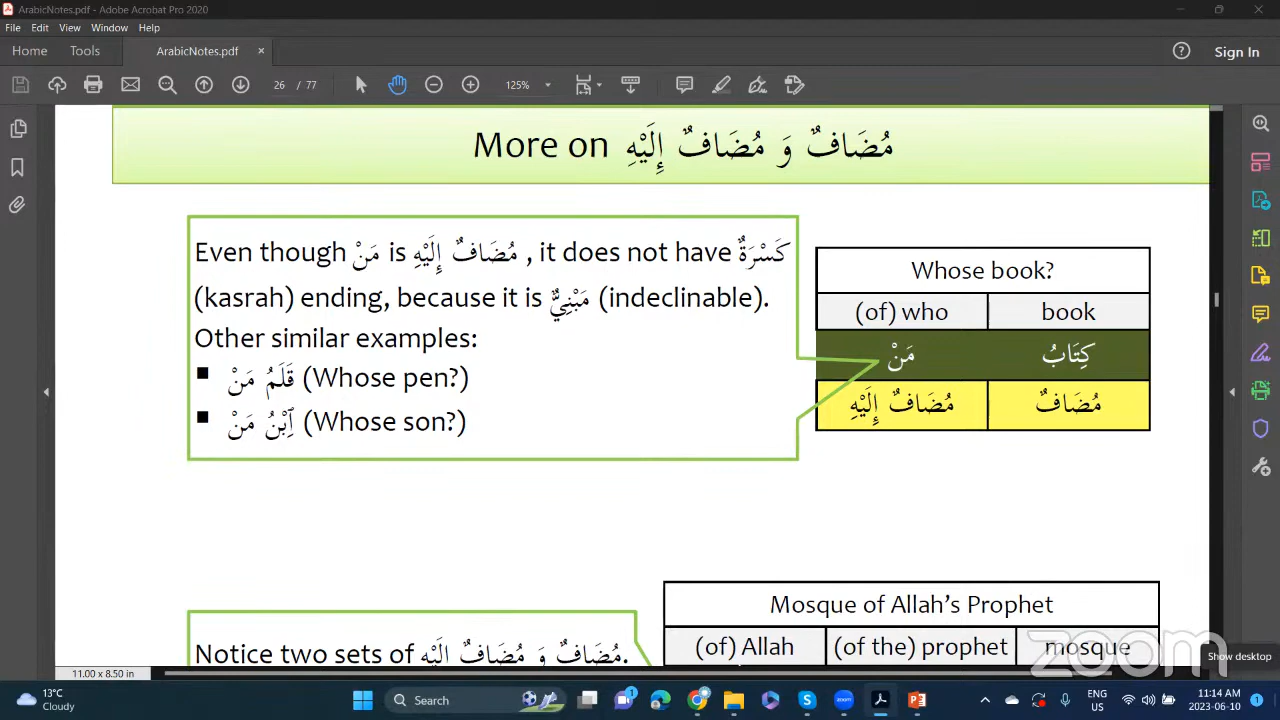 ArabicNotes.pdf - Adobe Acrobat Pro 2020
File Edit View Window Help
Home Tools ArabicNotes.pdf × Sign In
26 / 77 125%
More on مُضَافٌ وَ مُضَافٌ إِلَيْهِ
Even though مَنْ is مُضَافٌ إِلَيْهِ , it does not have كَسْرَةٌ
(kasrah) ending, because it is مَبْنِيٌّ (indeclinable).
Other similar examples:
▪ قَلَمُ مَنْ (Whose pen?)
▪ اِبْنُ مَنْ (Whose son?)
Whose book?
(of) who book
كِتَابُ مَنْ
مُضَافٌ مُضَافٌ إِلَيْهِ
Mosque of Allah’s Prophet
(of) Allah (of the) prophet mosque
Notice two sets of مُضَافٌ وَ مُضَافٌ إِلَيْهِ.
zoom
Show desktop
11.00 x 8.50 in
13°C
Cloudy
Search
1
ENG
US
11:14 AM
2023-06-10
1